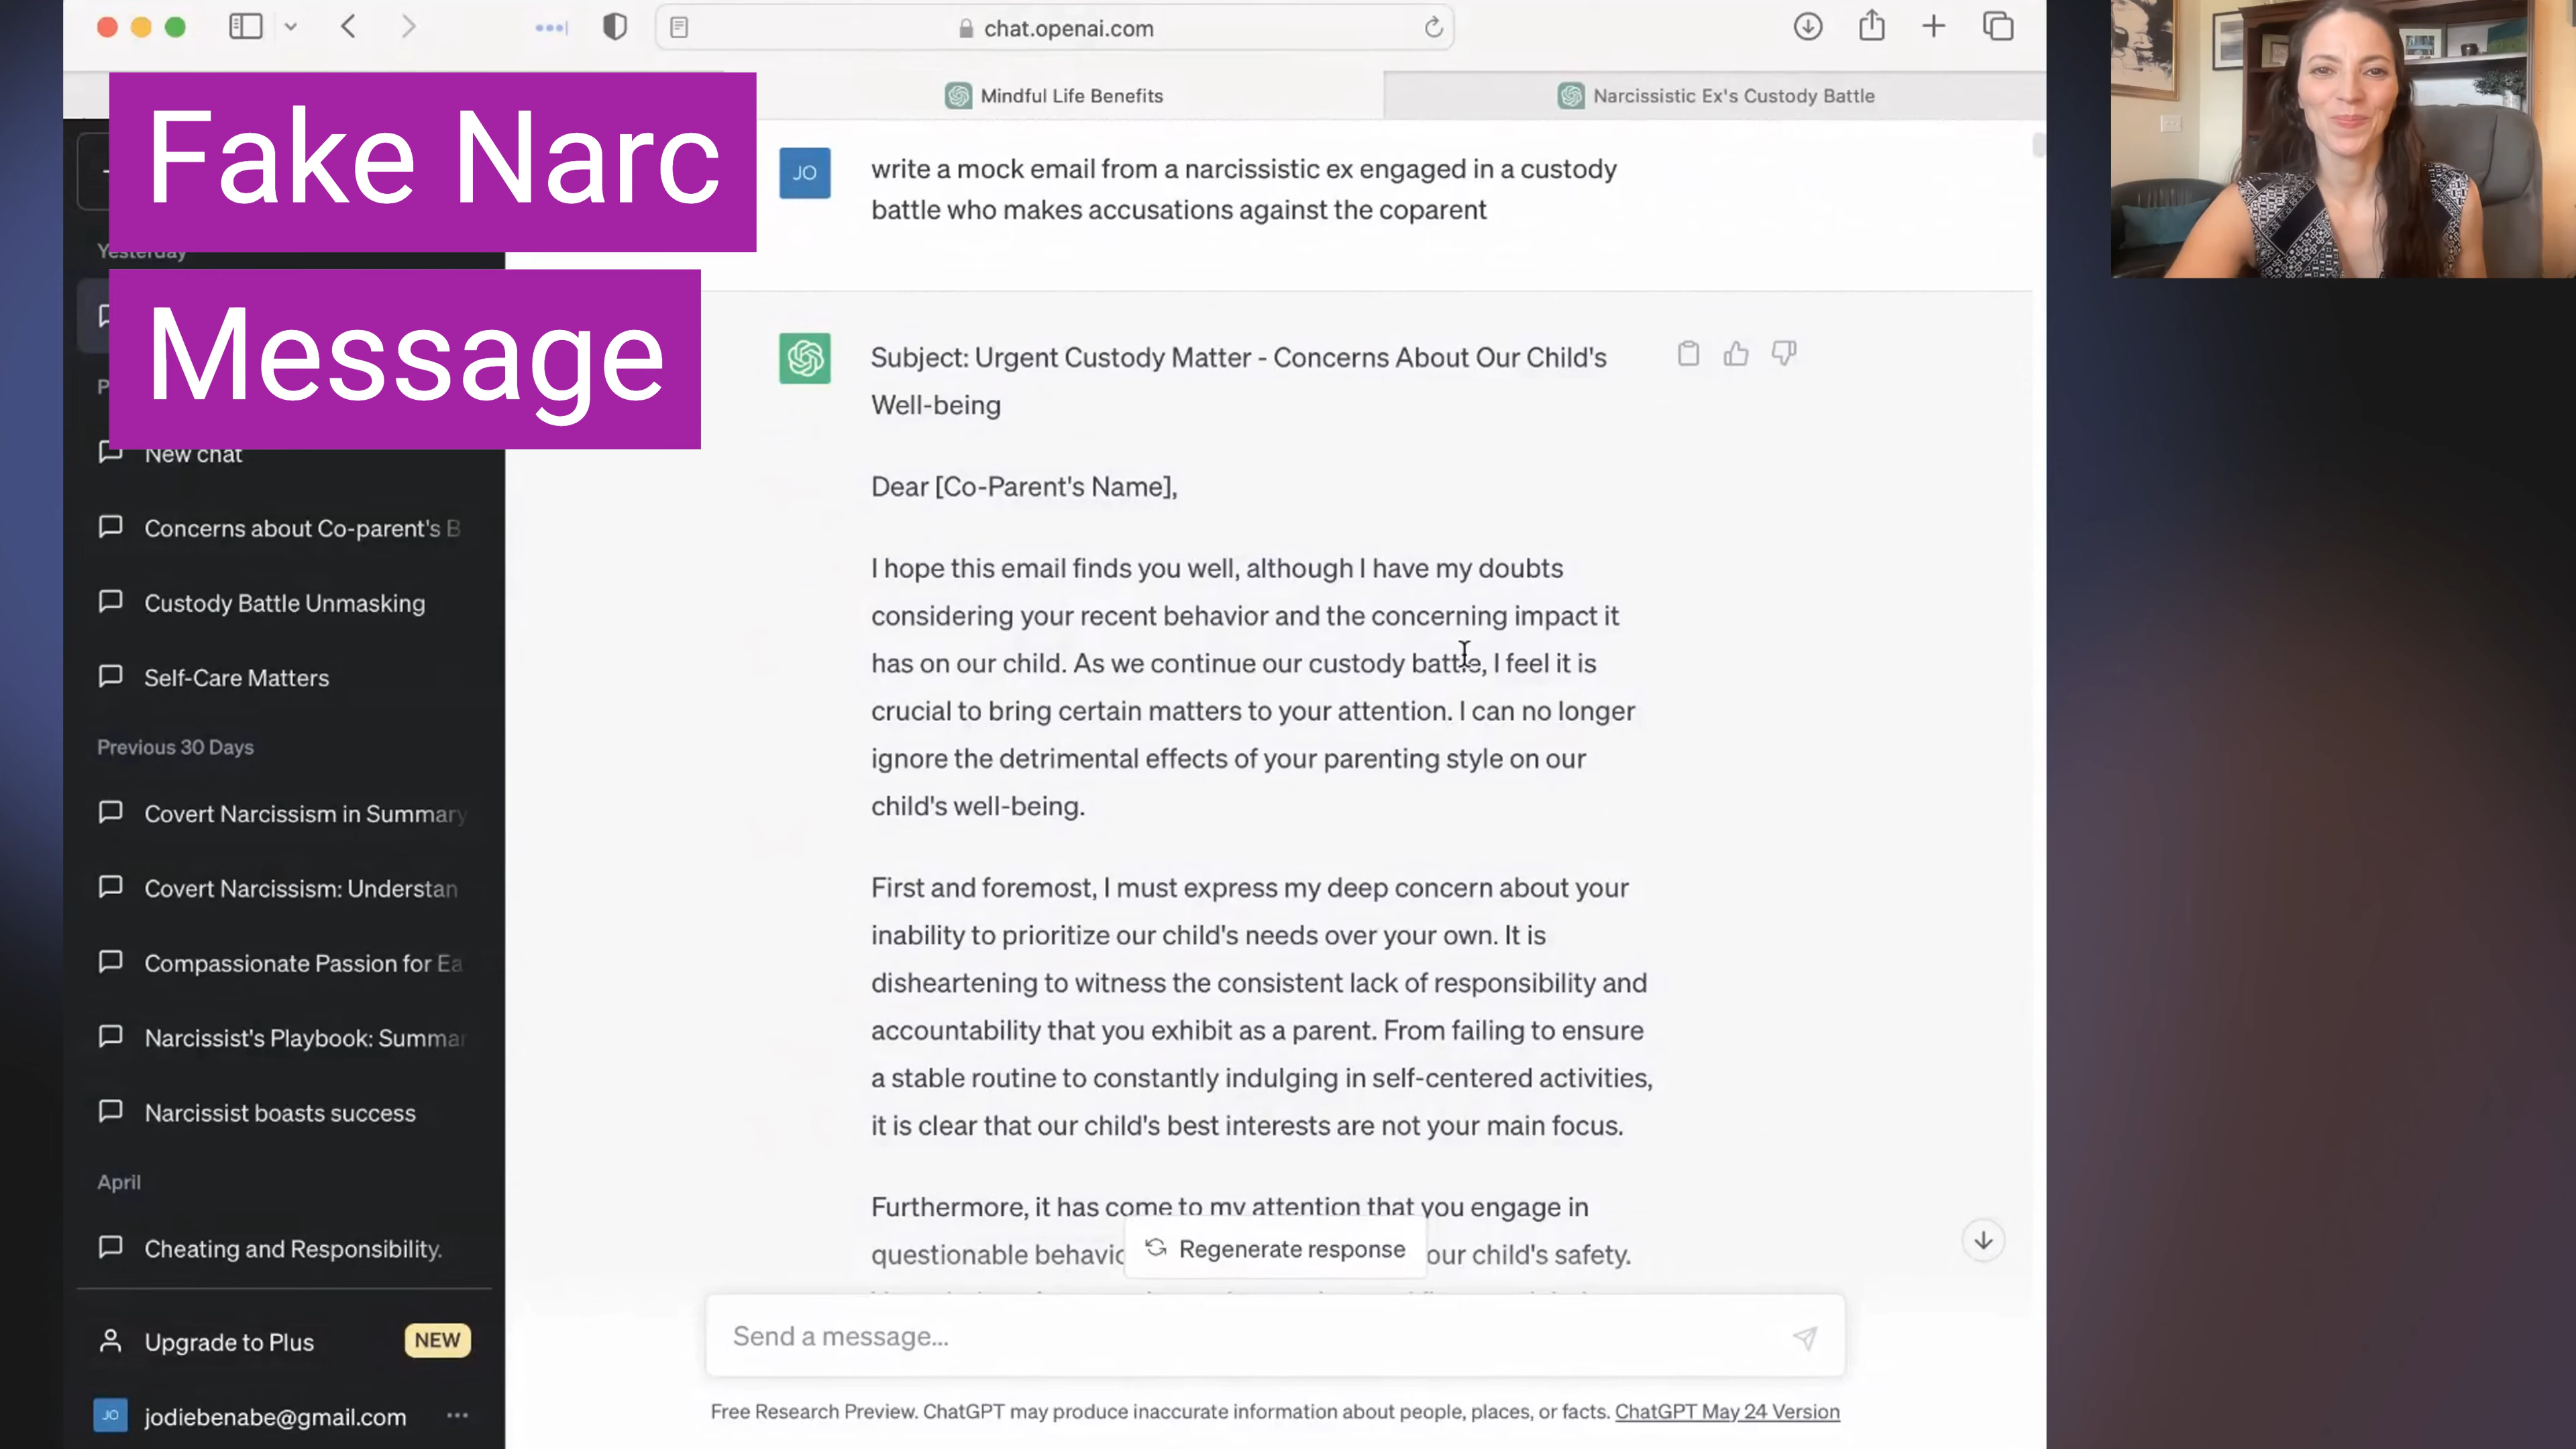 chat.openai.com
Mindful Life Benefits
Narcissistic Ex's Custody Battle
Fake Narc
Message
Yesterday
New chat
Concerns about Co-parent's B
Custody Battle Unmasking
Self-Care Matters
Previous 30 Days
Covert Narcissism in Summary
Covert Narcissism: Understan
Compassionate Passion for Ea
Narcissist's Playbook: Summar
Narcissist boasts success
April
Cheating and Responsibility.
Upgrade to Plus
NEW
JO
jodiebenabe@gmail.com
JO
write a mock email from a narcissistic ex engaged in a custody
battle who makes accusations against the coparent
Subject: Urgent Custody Matter - Concerns About Our Child's
Well-being
Dear [Co-Parent's Name],
I hope this email finds you well, although I have my doubts
considering your recent behavior and the concerning impact it
has on our child. As we continue our custody battle, I feel it is
crucial to bring certain matters to your attention. I can no longer
ignore the detrimental effects of your parenting style on our
child's well-being.
First and foremost, I must express my deep concern about your
inability to prioritize our child's needs over your own. It is
disheartening to witness the consistent lack of responsibility and
accountability that you exhibit as a parent. From failing to ensure
a stable routine to constantly indulging in self-centered activities,
it is clear that our child's best interests are not your main focus.
Furthermore, it has come to my attention that you engage in
questionable behavio our child's safety.
Regenerate response
Send a message...
Free Research Preview. ChatGPT may produce inaccurate information about people, places, or facts. ChatGPT May 24 Version